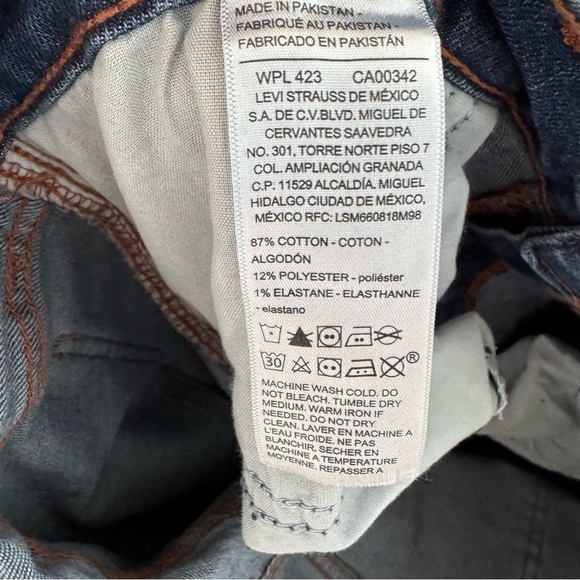 MADE IN PAKISTAN -
FABRIQUÉ AU PAKISTAN -
FABRICADO EN PAKISTÁN
WPL 423 CA00342
LEVI STRAUSS DE MÉXICO
S.A. DE C.V.BLVD. MIGUEL DE
CERVANTES SAAVEDRA
NO. 301, TORRE NORTE PISO 7
COL. AMPLIACIÓN GRANADA
C.P. 11529 ALCALDÍA. MIGUEL
HIDALGO CIUDAD DE MÉXICO,
MÉXICO RFC: LSM660818M98
87% COTTON - COTON -
ALGODÓN
12% POLYESTER - poliéster
1% ELASTANE - ELASTHANNE
- elastano
30 ®
MACHINE WASH COLD. DO
NOT BLEACH. TUMBLE DRY
MEDIUM. WARM IRON IF
NEEDED. DO NOT DRY
CLEAN. LAVER EN MACHINE A
L'EAU FROIDE. NE PAS
BLANCHIR. SECHER EN
MACHINE A TEMPERATURE
MOYENNE. REPASSER A